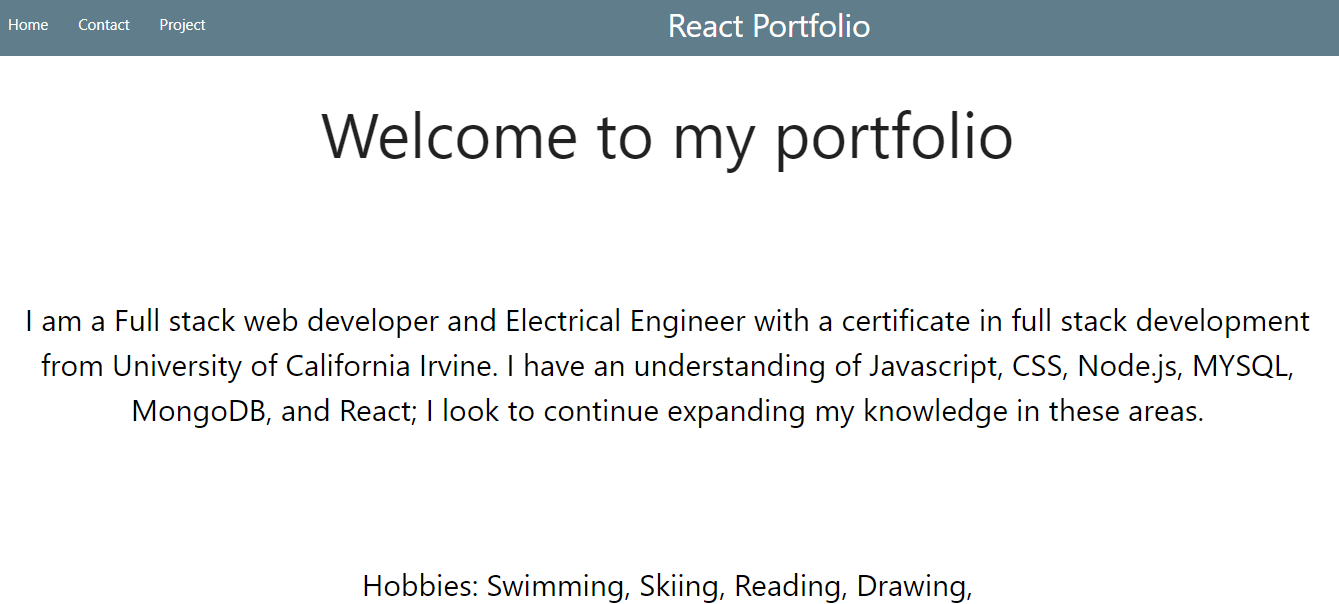 Home Contact Project React Portfolio
Welcome to my portfolio
I am a Full stack web developer and Electrical Engineer with a certificate in full stack development
from University of California Irvine. I have an understanding of Javascript, CSS, Node.js, MYSQL,
MongoDB, and React; I look to continue expanding my knowledge in these areas.
Hobbies: Swimming, Skiing, Reading, Drawing,